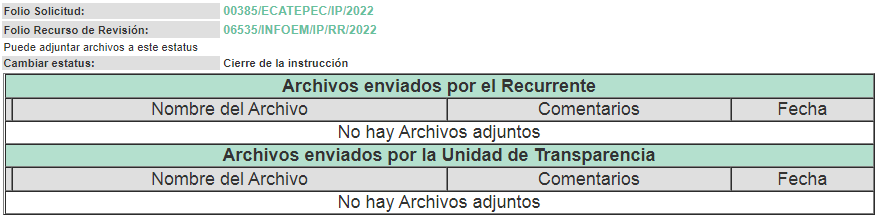 Folio Solicitud: 00385/ECATEPEC/IP/2022
Folio Recurso de Revisión: 06535/INFOEM/IP/RR/2022
Puede adjuntar archivos a este estatus
Cambiar estatus: Cierre de la instrucción
Archivos enviados por el Recurrente
Nombre del Archivo Comentarios Fecha
No hay Archivos adjuntos
Archivos enviados por la Unidad de Transparencia
Nombre del Archivo Comentarios Fecha
No hay Archivos adjuntos